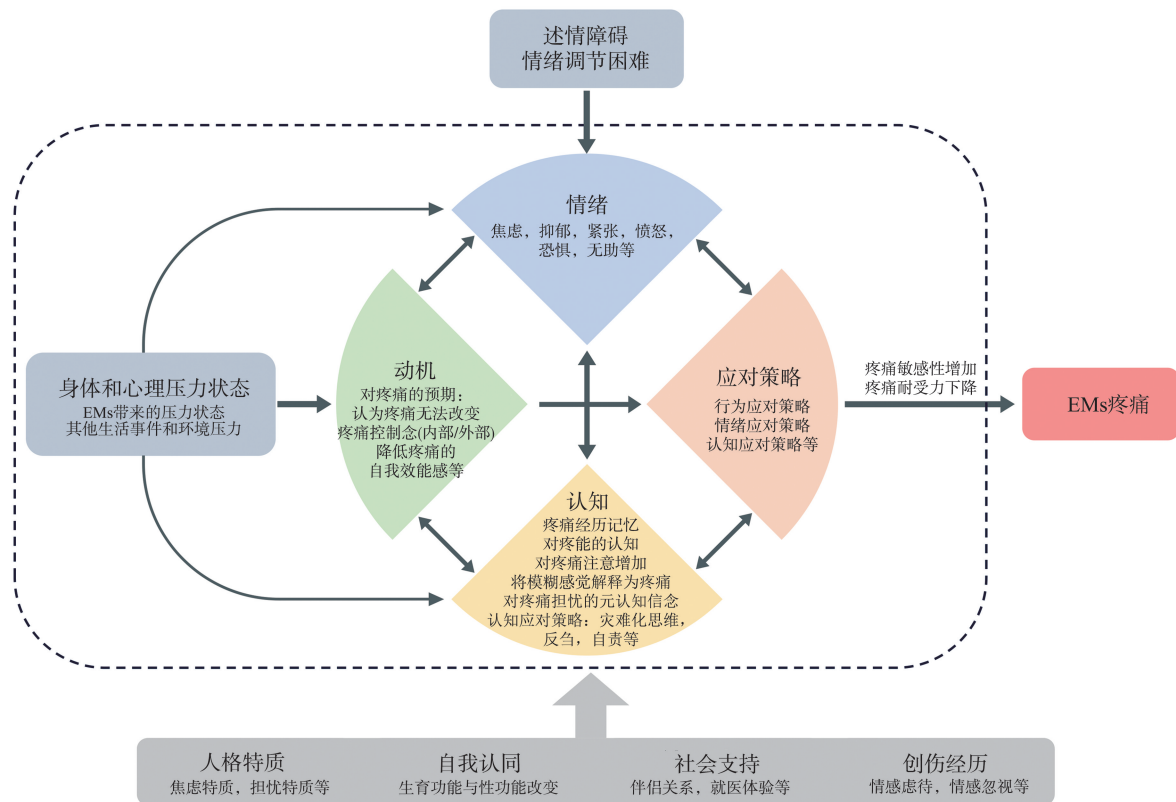 述情障碍
情绪调节困难
情绪
焦虑，抑郁，紧张，愤怒，
恐惧，无助等
身体和心理压力状态
EMs带来的压力状态
其他生活事件和环境压力
动机
对疼痛的预期：
认为疼痛无法改变
疼痛控制念(内部/外部)
降低疼痛的
自我效能感等
应对策略
行为应对策略
情绪应对策略
认知应对策略等
疼痛敏感性增加
疼痛耐受力下降
EMs疼痛
认知
疼痛经历记忆
对疼能的认知
对疼痛注意增加
将模糊感觉解释为疼痛
对疼痛担忧的元认知信念
认知应对策略：灾难化思维，
反刍，自责等
人格特质
焦虑特质，担忧特质等
自我认同
生育功能与性功能改变
社会支持
伴侣关系，就医体验等
创伤经历
情感虐待，情感忽视等